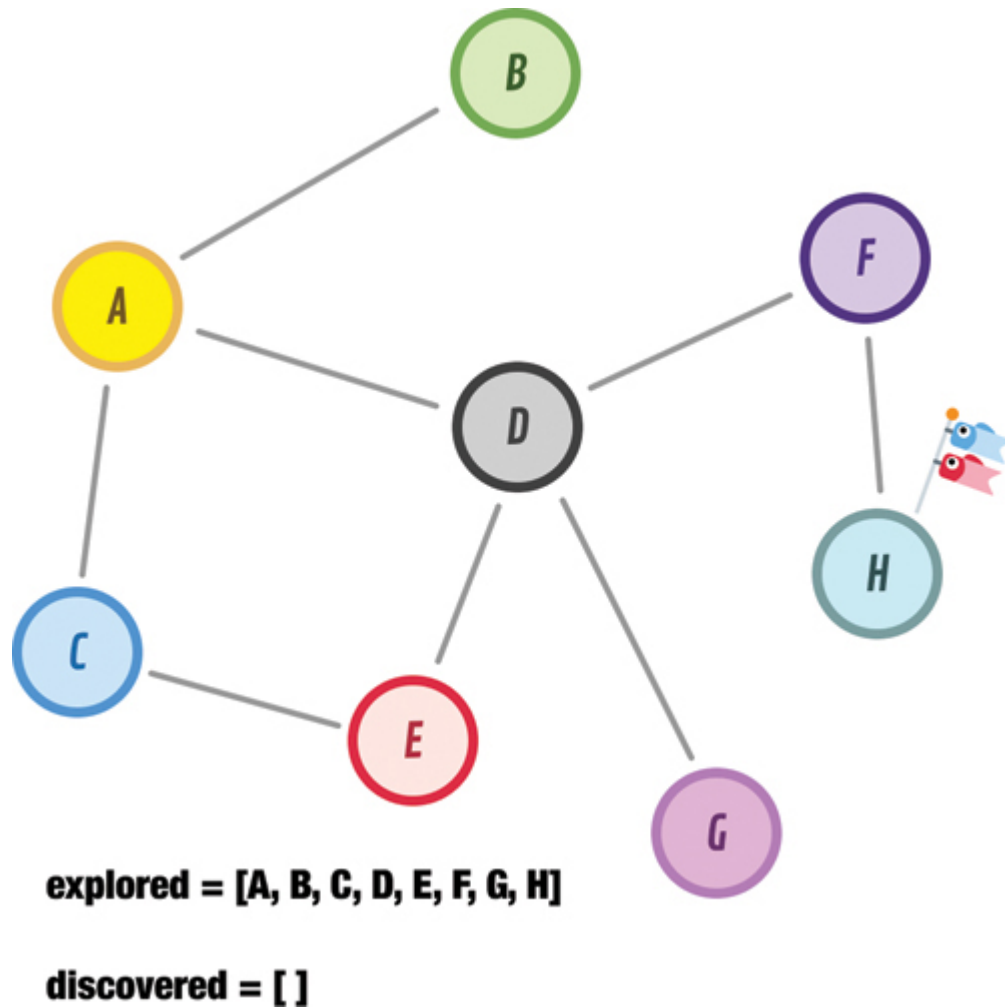 B
F
A
D
H
C
E
G
explored = [A, B, C, D, E, F, G, H]
discovered = [ ]